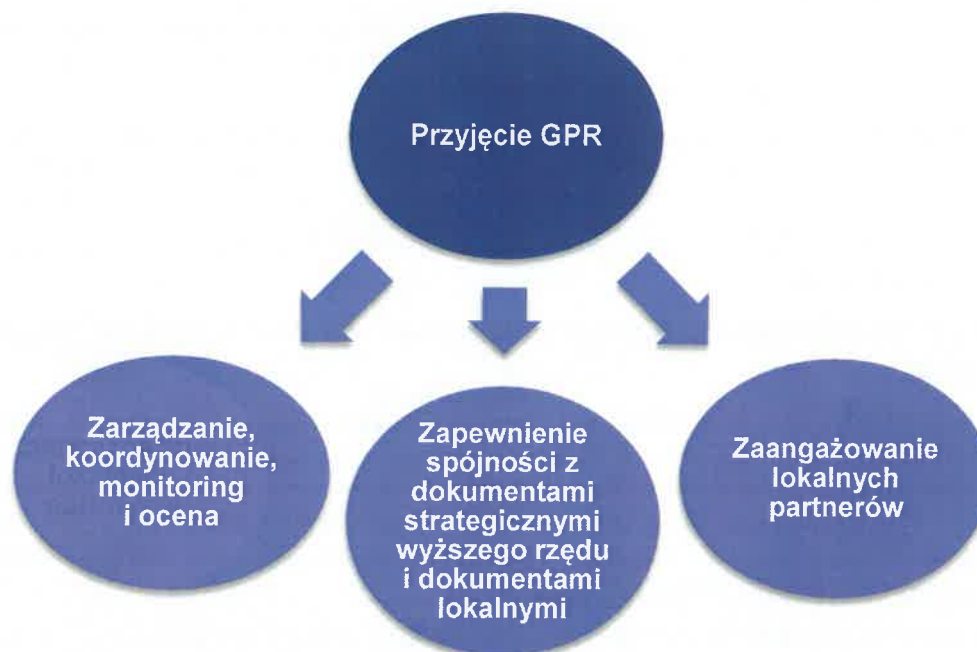 Przyjęcie GPR
Zarządzanie,
koordynowanie,
monitoring
i ocena
Zapewnienie
spójności z
dokumentami
strategicznymi
wyższego rzędu
i dokumentami
lokalnymi
Zaangażowanie
lokalnych
partnerów